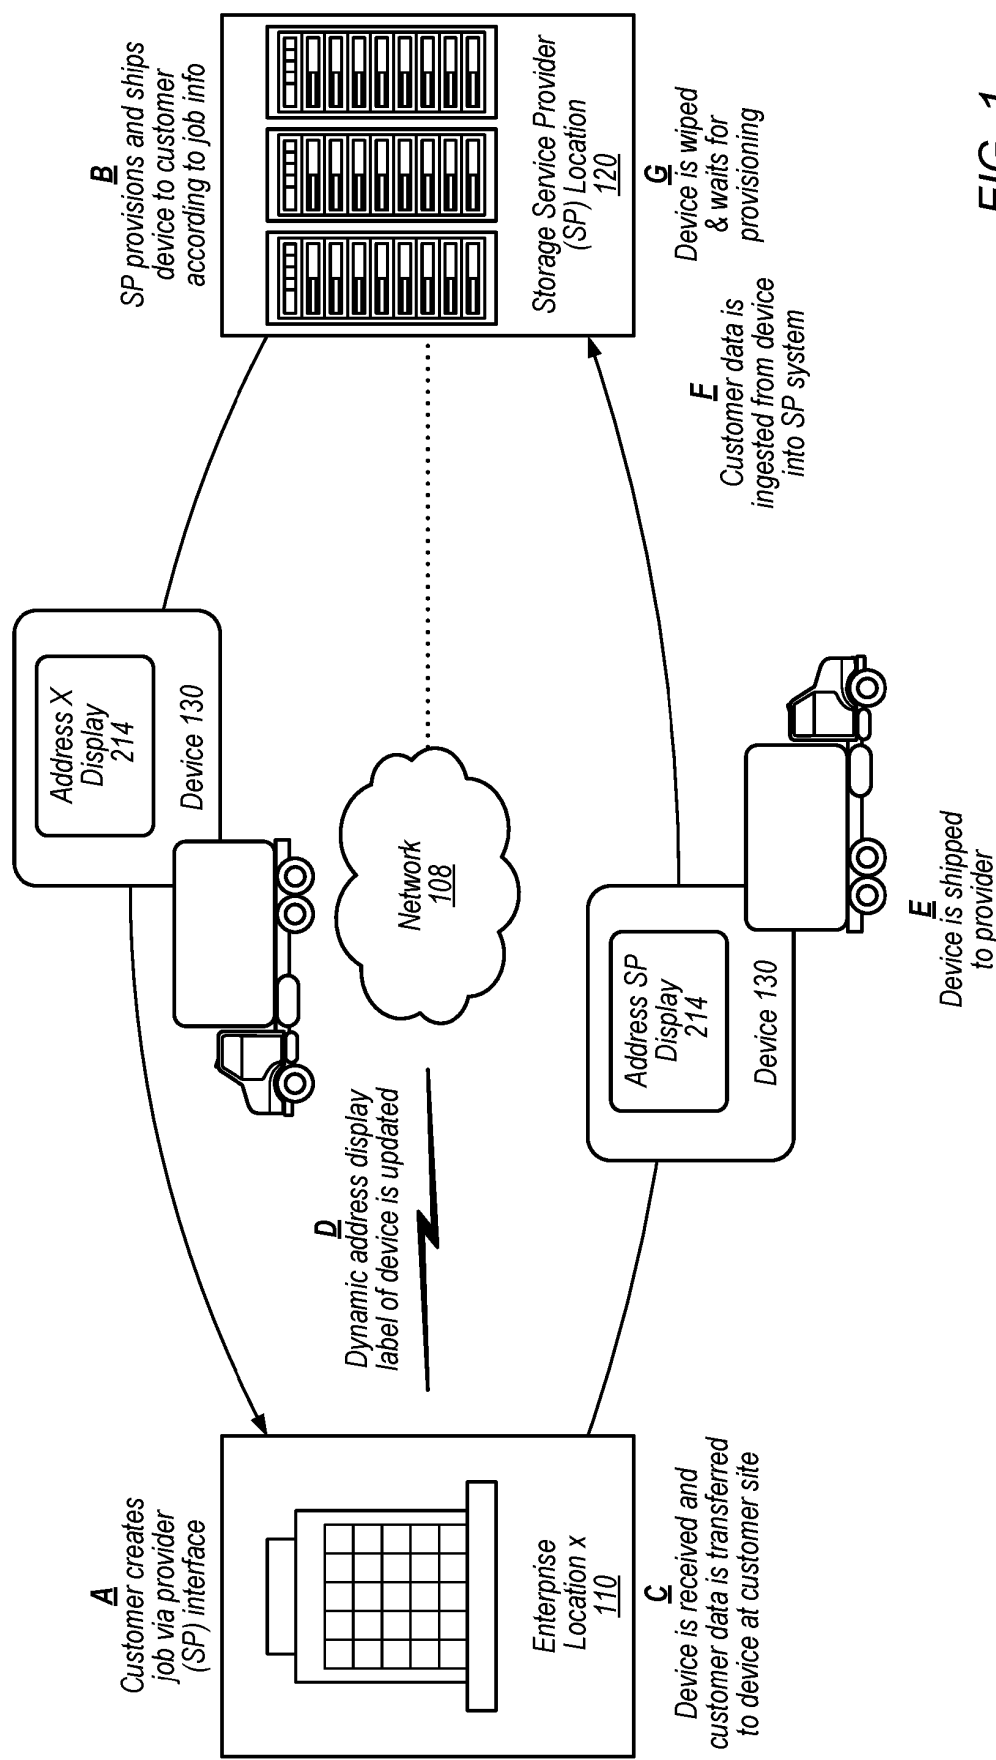 A
Customer creates
job via provider
(SP) interface
B
SP provisions and ships
device to customer
according to job info
Address X
Display
214
Device 130
Enterprise
Location x
110
D
Dynamic address display
label of device is updated
Network
108
Storage Service Provider
(SP) Location
120
Address SP
Display
214
Device 130
C
Device is received and
customer data is transferred
to device at customer site
E
Device is shipped
to provider
F
Customer data is
ingested from device
into SP system
G
Device is wiped
& waits for
provisioning
FIG. 1